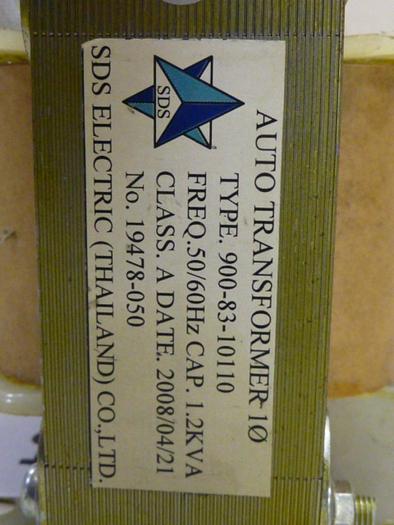 AUTO TRANSFORMER 1Ø
SDS
TYPE. 900-83-10110
FREQ.50/60Hz CAP. 1.2KVA
CLASS. A DATE. 2008/04/21
No. 19478-050
SDS ELECTRIC (THAILAND) CO.,LTD.